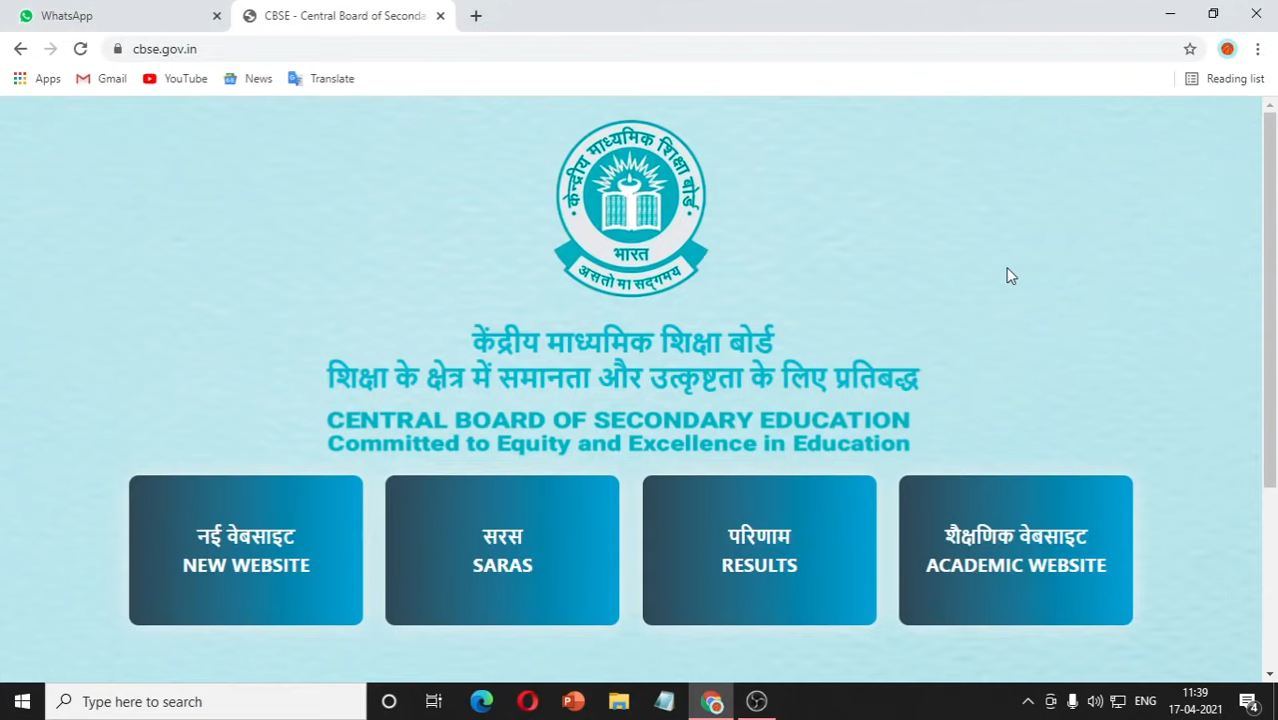 WhatsApp
CBSE - Central Board of Seconda
cbse.gov.in
Apps
Gmail
YouTube
News
Translate
Reading list
केन्द्रीय माध्यमिक शिक्षा बोर्ड
भारत
असतो मा सद्गमय
केंद्रीय माध्यमिक शिक्षा बोर्ड
शिक्षा के क्षेत्र में समानता और उत्कृष्टता के लिए प्रतिबद्ध
CENTRAL BOARD OF SECONDARY EDUCATION
Committed to Equity and Excellence in Education
नई वेबसाइट
NEW WEBSITE
सरस
SARAS
परिणाम
RESULTS
शैक्षणिक वेबसाइट
ACADEMIC WEBSITE
Type here to search
ENG
11:39
17-04-2021
4